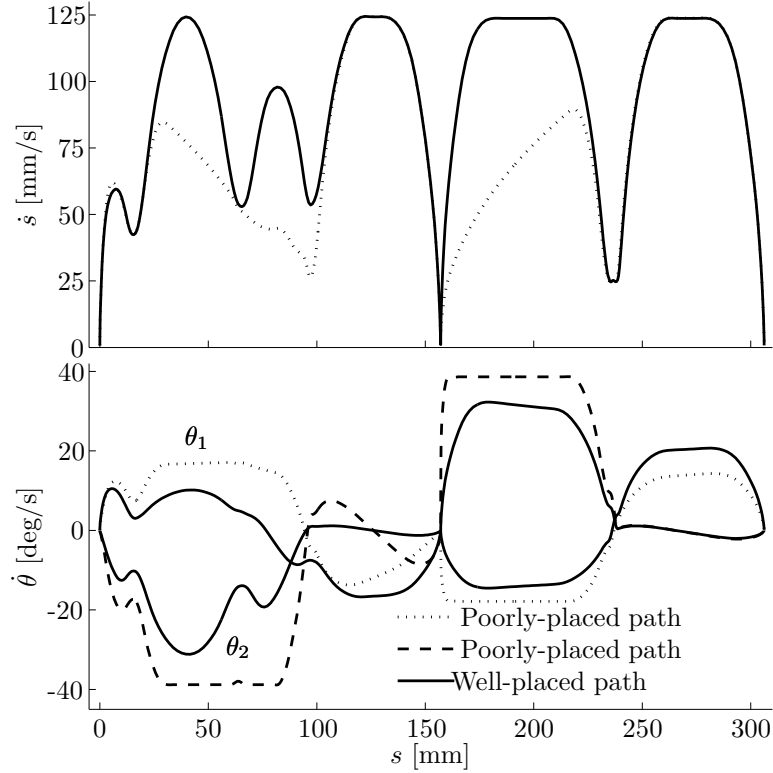 125
100
75
50
25
0
ṡ [mm/s]
40
20
0
-20
-40
θ̇ [deg/s]
θ1
θ2
Poorly-placed path
Poorly-placed path
Well-placed path
0 50 100 150 200 250 300
s [mm]